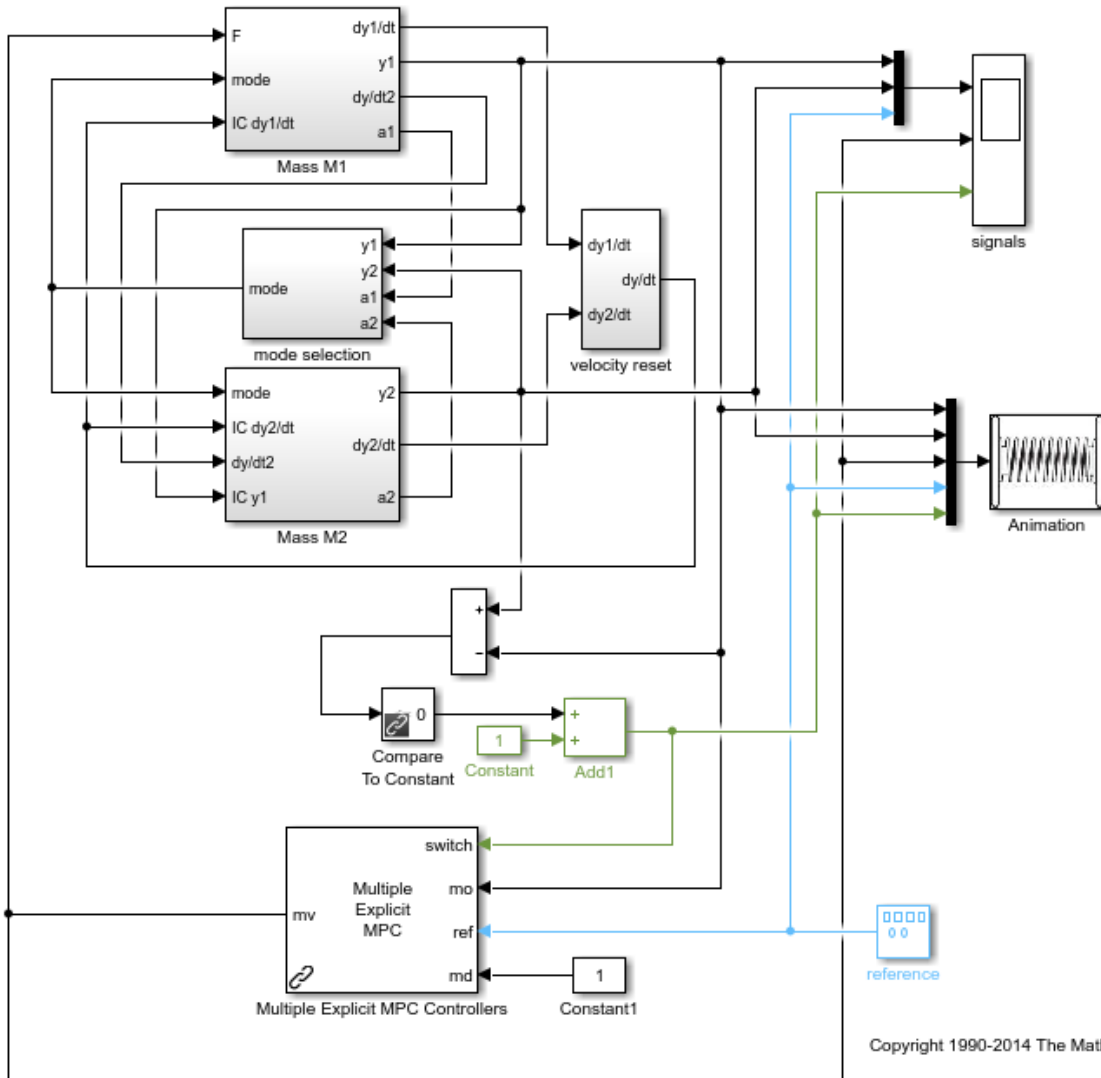 F
mode
IC dy1/dt
dy1/dt
y1
dy/dt2
a1
Mass M1
signals
mode
y1
y2
a1
a2
mode selection
dy1/dt
dy2/dt
dy/dt
velocity reset
mode
IC dy2/dt
dy/dt2
IC y1
y2
dy2/dt
a2
Mass M2
Animation
+
−
0
Compare
To Constant
1
Constant
+
+
Add1
mv
Multiple
Explicit
MPC
switch
mo
ref
md
Multiple Explicit MPC Controllers
1
Constant1
0 0
reference
Copyright 1990-2014 The Mat